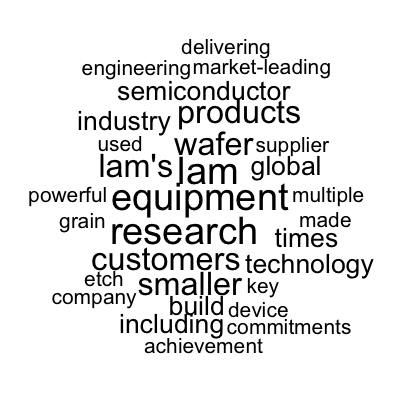 delivering
engineering market-leading
semiconductor
industry products
used wafer supplier
lam's lam global
powerful equipment multiple
grain research made
times
customers technology
etch smaller key
company build device
including commitments
achievement